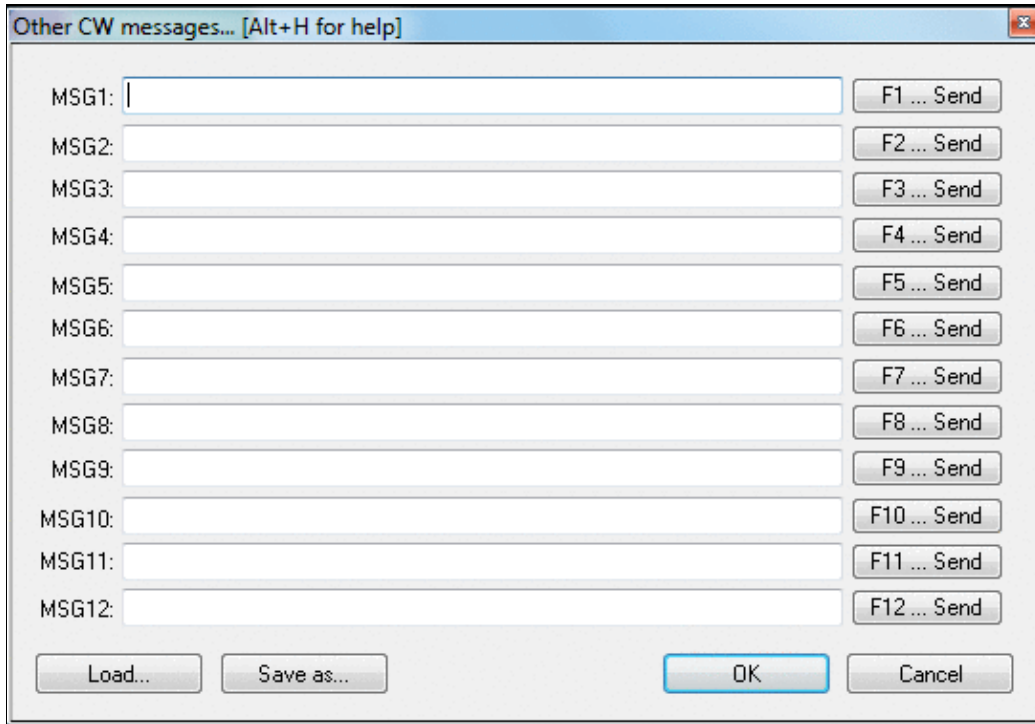 Other CW messages... [Alt+H for help]
MSG1: F1 ... Send
MSG2: F2 ... Send
MSG3: F3 ... Send
MSG4: F4 ... Send
MSG5: F5 ... Send
MSG6: F6 ... Send
MSG7: F7 ... Send
MSG8: F8 ... Send
MSG9: F9 ... Send
MSG10: F10 ... Send
MSG11: F11 ... Send
MSG12: F12 ... Send
Load... Save as... OK Cancel